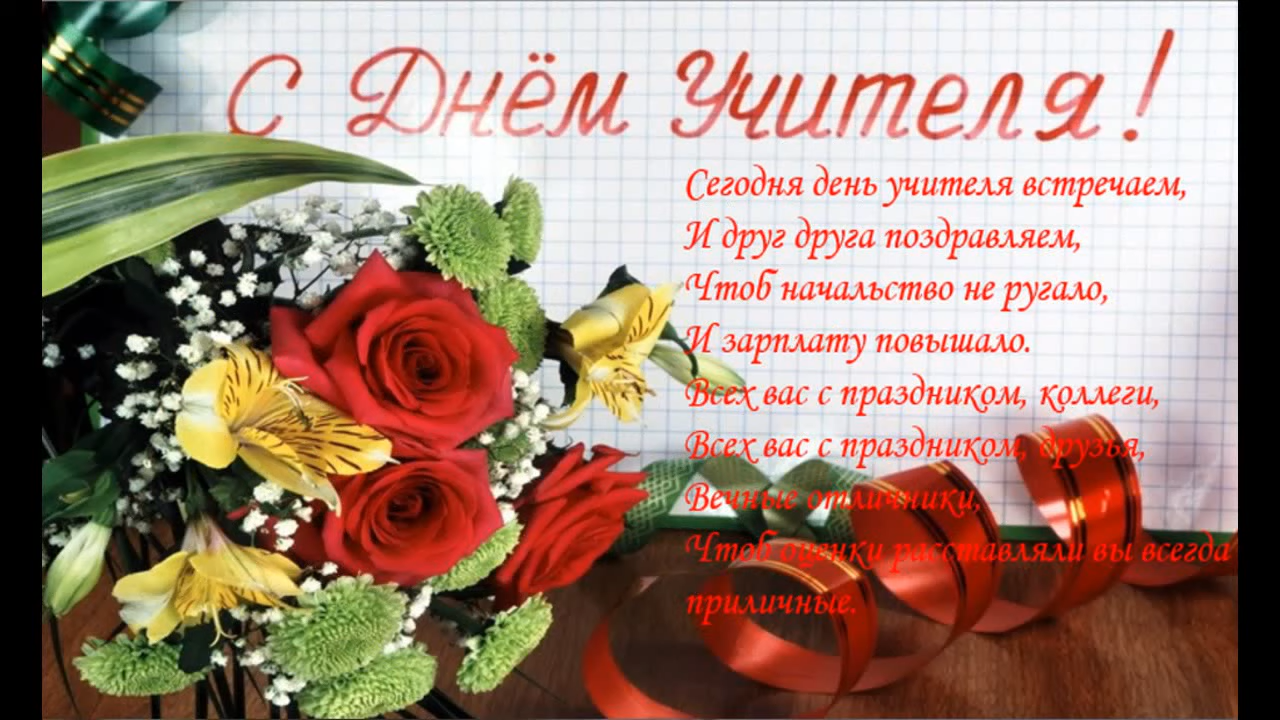 С Днём Учителя!
Сегодня день учителя встречаем,
И друг друга поздравляем,
Чтоб начальство не ругало,
И зарплату повышало.
Всех вас с праздником, коллеги,
Всех вас с праздником, друзья,
Вечные отличники,
Чтоб оценки расставляли вы всегда
приличные.